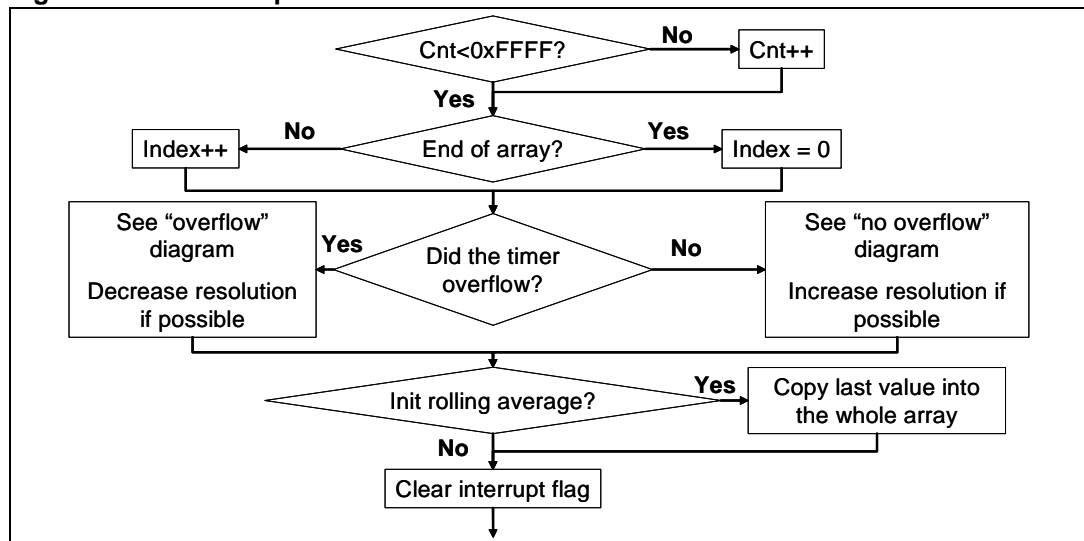 Cnt<0xFFFF?
No
Cnt++
Yes
No
Yes
Index++
End of array?
Index = 0
See “overflow”
diagram
Decrease resolution
if possible
Yes
Did the timer
overflow?
No
See “no overflow”
diagram
Increase resolution if
possible
Init rolling average?
Yes
Copy last value into
the whole array
No
Clear interrupt flag